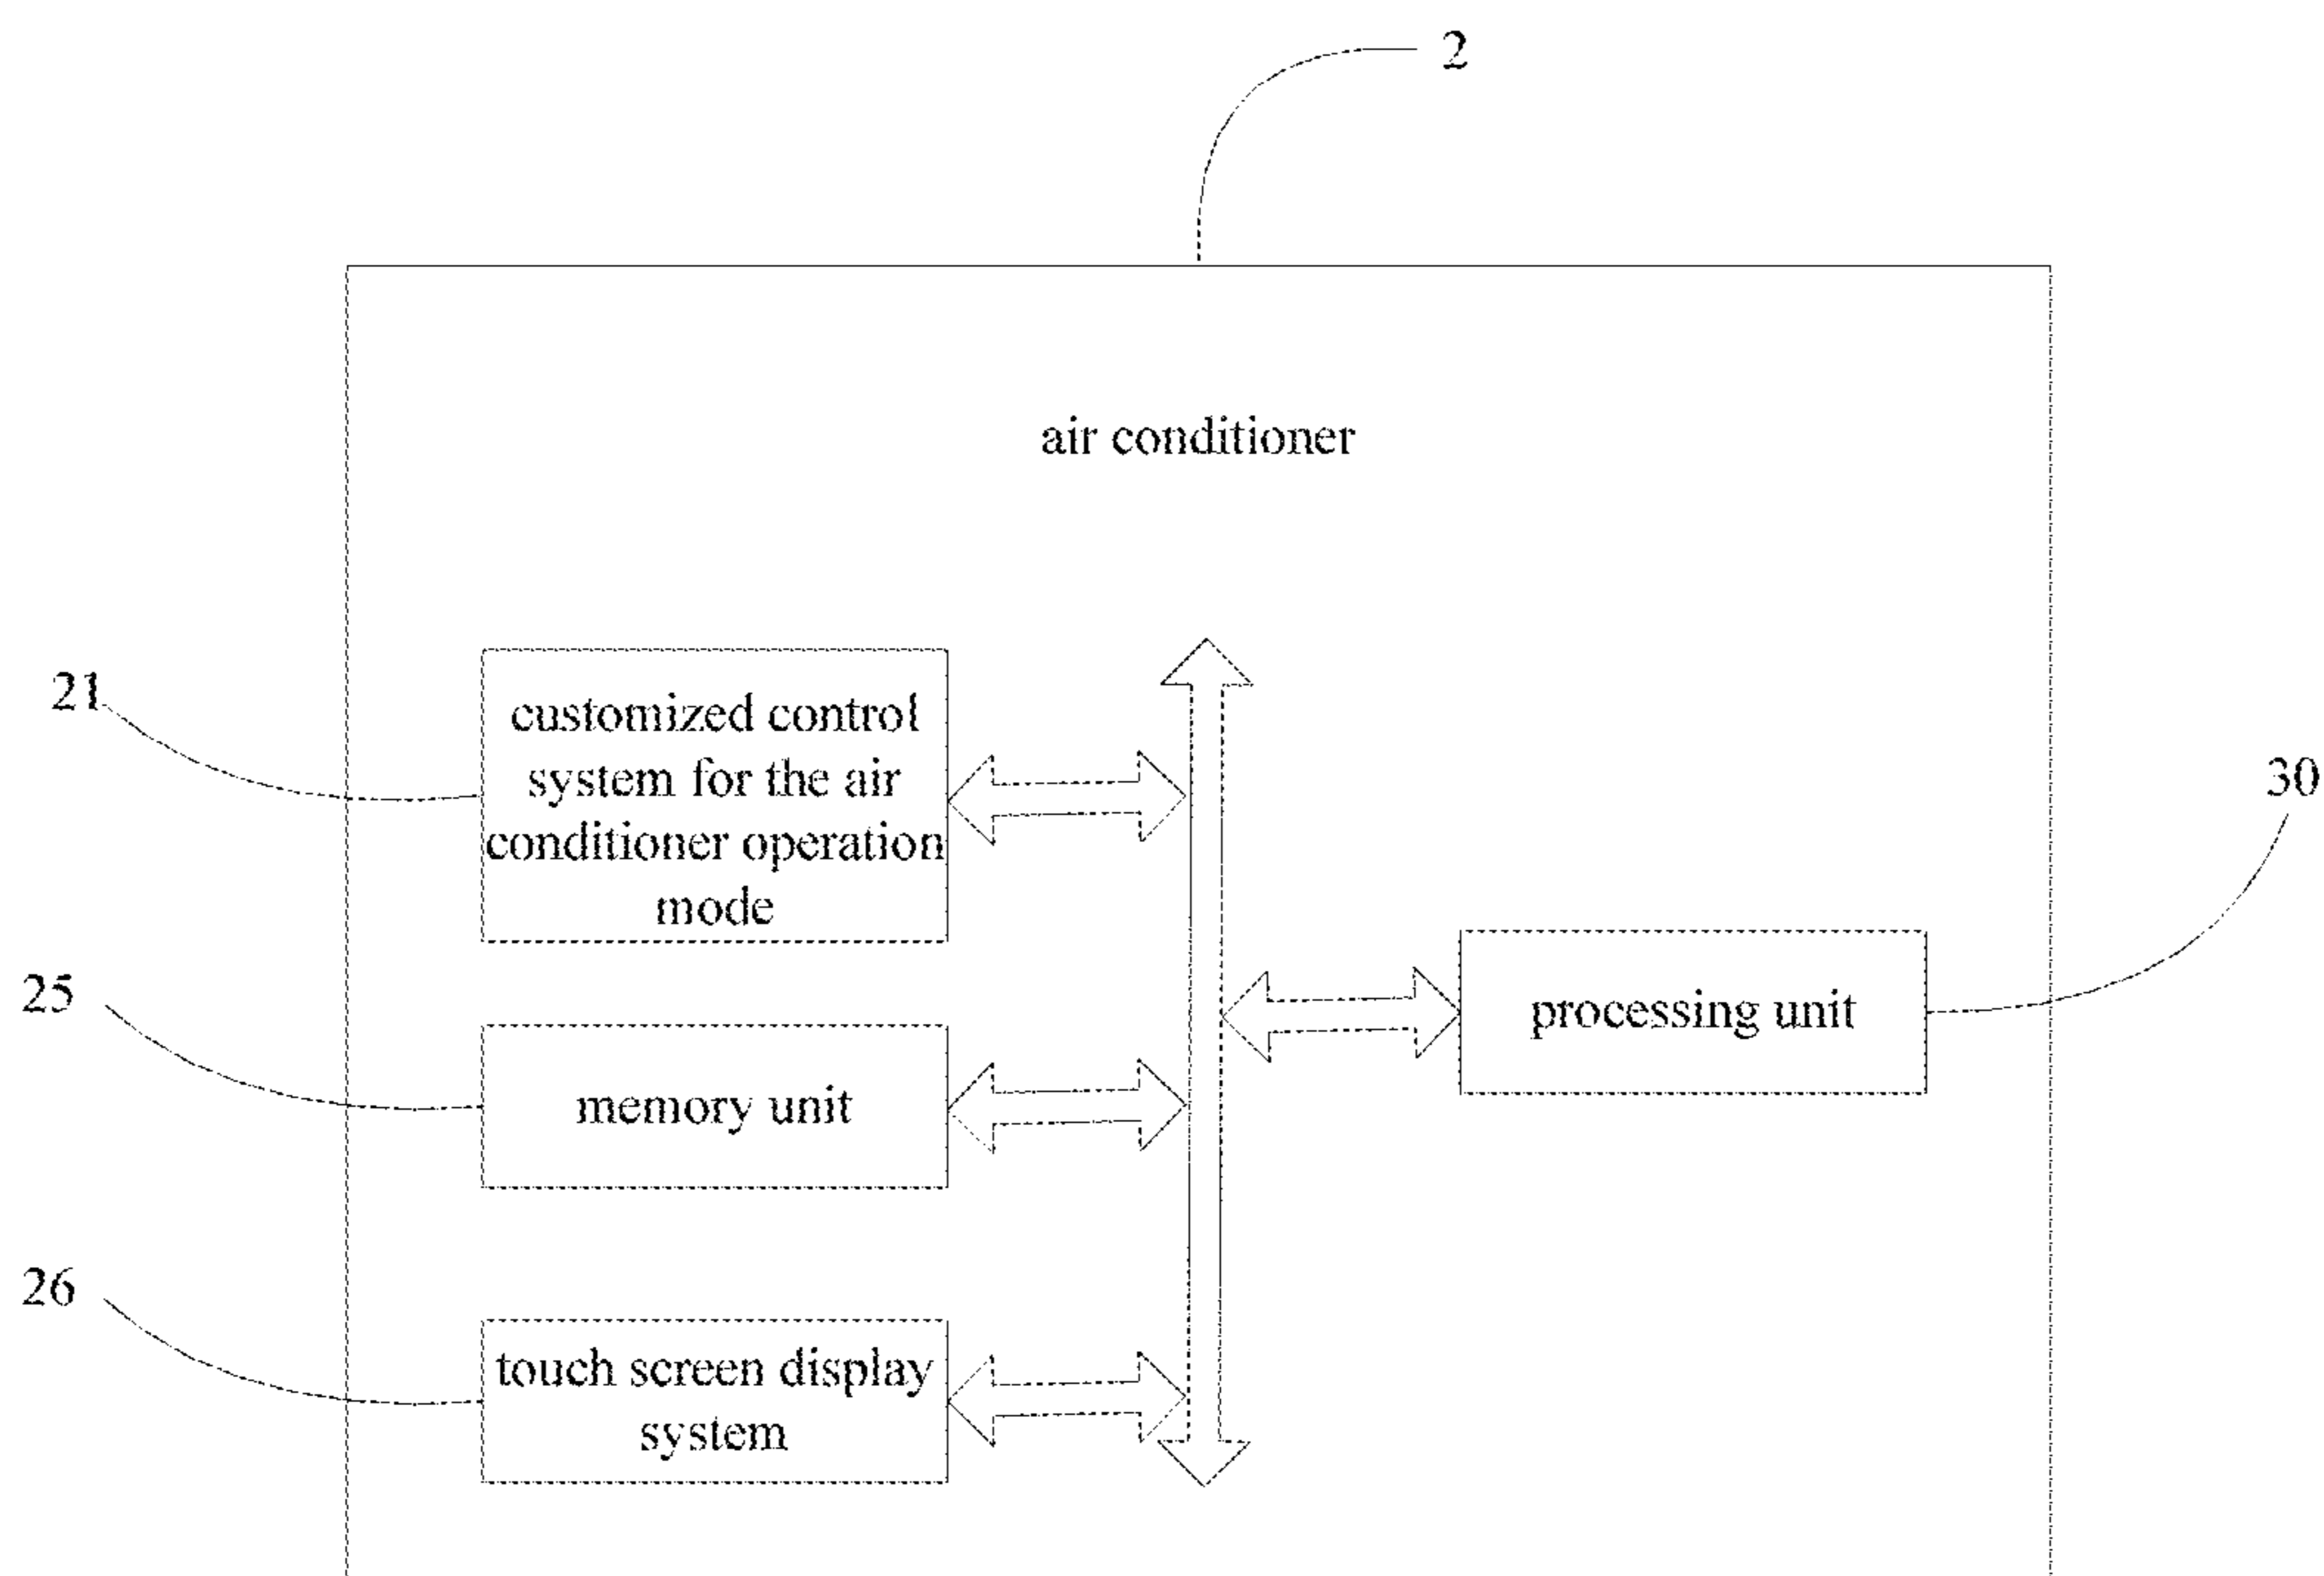 2
air conditioner
21
customized control
system for the air
conditioner operation
mode
30
25
processing unit
memory unit
26
touch screen display
system